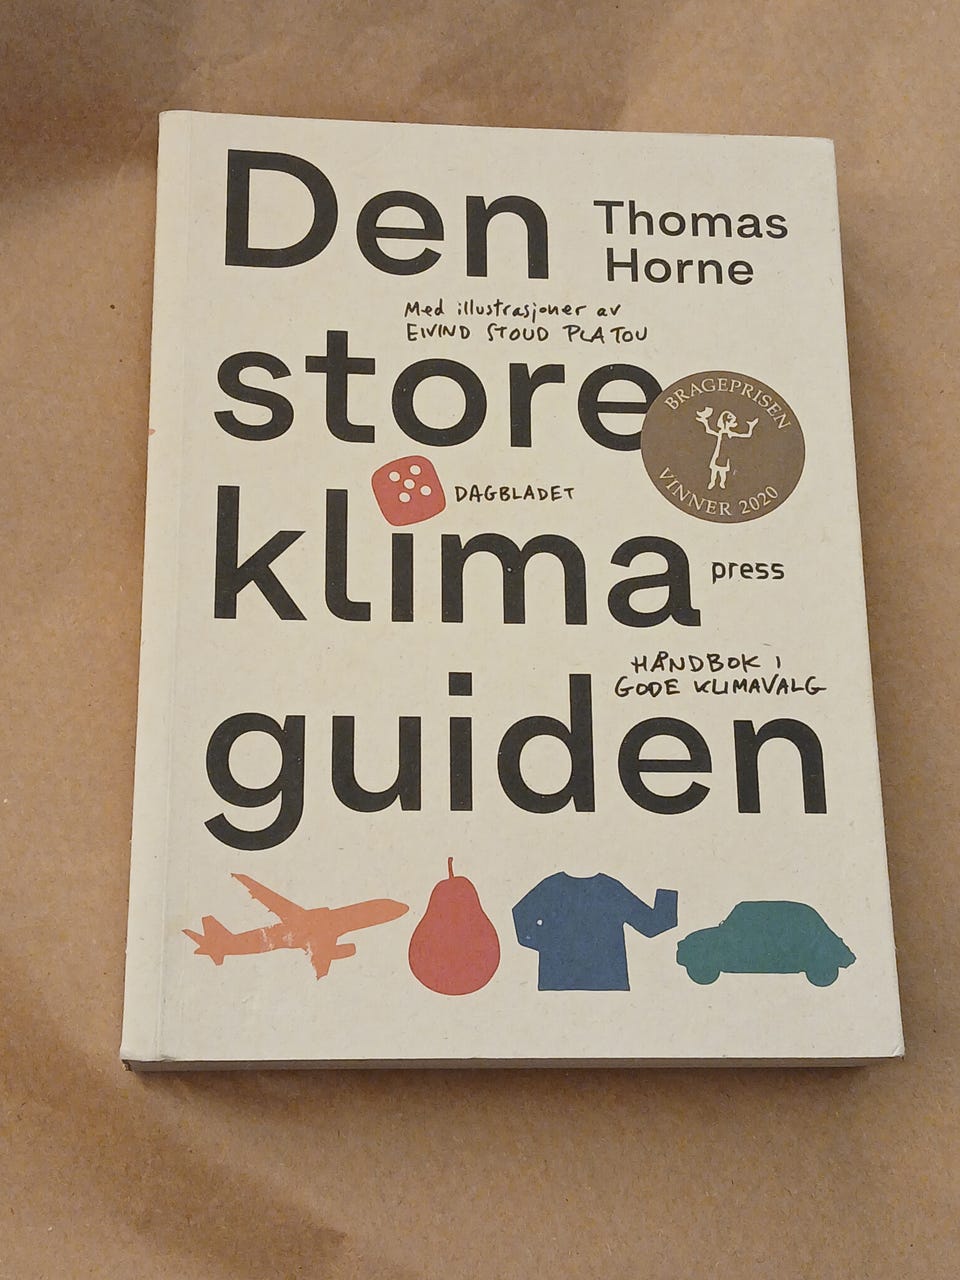 Den
Thomas
Horne
Med illustrasjoner av
EIVIND STOUD PLATOU
store
BRAGEPRISEN
VINNER 2020
DAGBLADET
klima
press
HÅNDBOK I
GODE KLIMAVALG
guiden